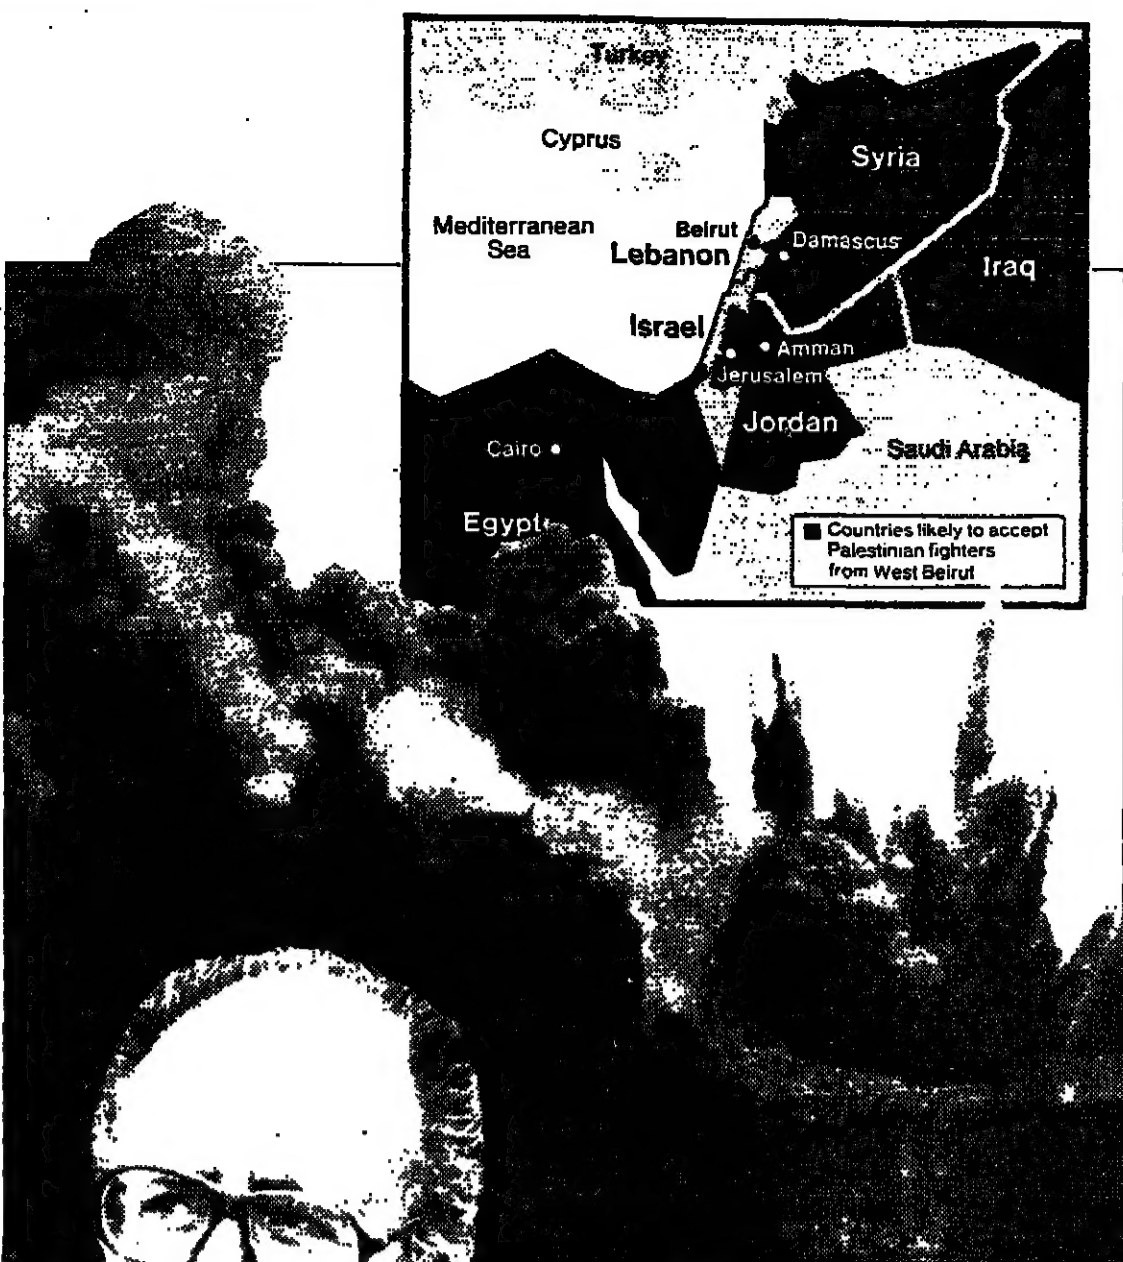 Turkey
Cyprus
Syria
Mediterranean
Sea
Beirut
Lebanon
Damascus
Iraq
Israel
Amman
Jerusalem
Jordan
Cairo
Saudi Arabia
Egypt
Countries likely to accept
Palestinian fighters
from West Beirut